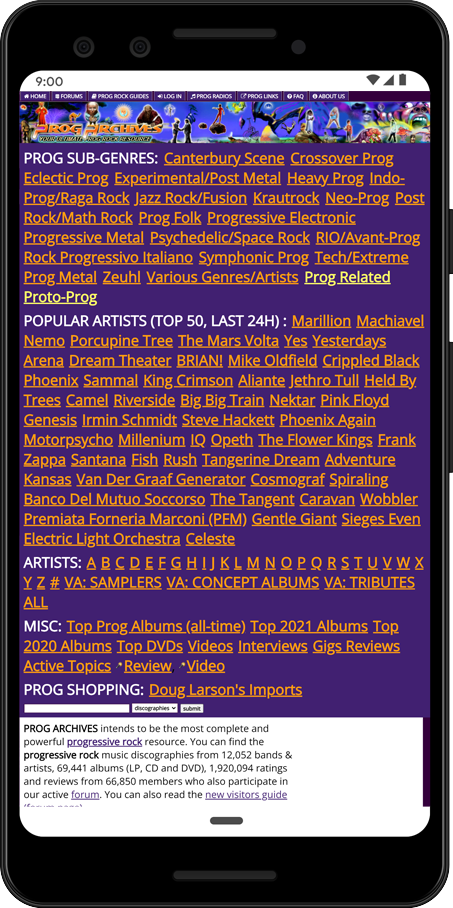 9:00
HOME FORUMS PROG ROCK GUIDES LOG IN PROG RADIOS PROG LINKS FAQ ABOUT US
PROG ARCHIVES
YOUR ULTIMATE PROG ROCK RESOURCE
PROG SUB-GENRES: Canterbury Scene Crossover Prog
Eclectic Prog Experimental/Post Metal Heavy Prog Indo-
Prog/Raga Rock Jazz Rock/Fusion Krautrock Neo-Prog Post
Rock/Math Rock Prog Folk Progressive Electronic
Progressive Metal Psychedelic/Space Rock RIO/Avant-Prog
Rock Progressivo Italiano Symphonic Prog Tech/Extreme
Prog Metal Zeuhl Various Genres/Artists Prog Related
Proto-Prog
POPULAR ARTISTS (TOP 50, LAST 24H) : Marillion Machiavel
Nemo Porcupine Tree The Mars Volta Yes Yesterdays
Arena Dream Theater BRIAN! Mike Oldfield Crippled Black
Phoenix Sammal King Crimson Aliante Jethro Tull Held By
Trees Camel Riverside Big Big Train Nektar Pink Floyd
Genesis Irmin Schmidt Steve Hackett Phoenix Again
Motorpsycho Millenium IQ Opeth The Flower Kings Frank
Zappa Santana Fish Rush Tangerine Dream Adventure
Kansas Van Der Graaf Generator Cosmograf Spiraling
Banco Del Mutuo Soccorso The Tangent Caravan Wobbler
Premiata Forneria Marconi (PFM) Gentle Giant Sieges Even
Electric Light Orchestra Celeste
ARTISTS: A B C D E F G H I J K L M N O P Q R S T U V W X
Y Z # VA: SAMPLERS VA: CONCEPT ALBUMS VA: TRIBUTES
ALL
MISC: Top Prog Albums (all-time) Top 2021 Albums Top
2020 Albums Top DVDs Videos Interviews Gigs Reviews
Active Topics Review, Video
PROG SHOPPING: Doug Larson's Imports
discographies submit
PROG ARCHIVES intends to be the most complete and
powerful progressive rock resource. You can find the
progressive rock music discographies from 12,052 bands &
artists, 69,441 albums (LP, CD and DVD), 1,920,094 ratings
and reviews from 66,850 members who also participate in
our active forum. You can also read the new visitors guide
(forum page).